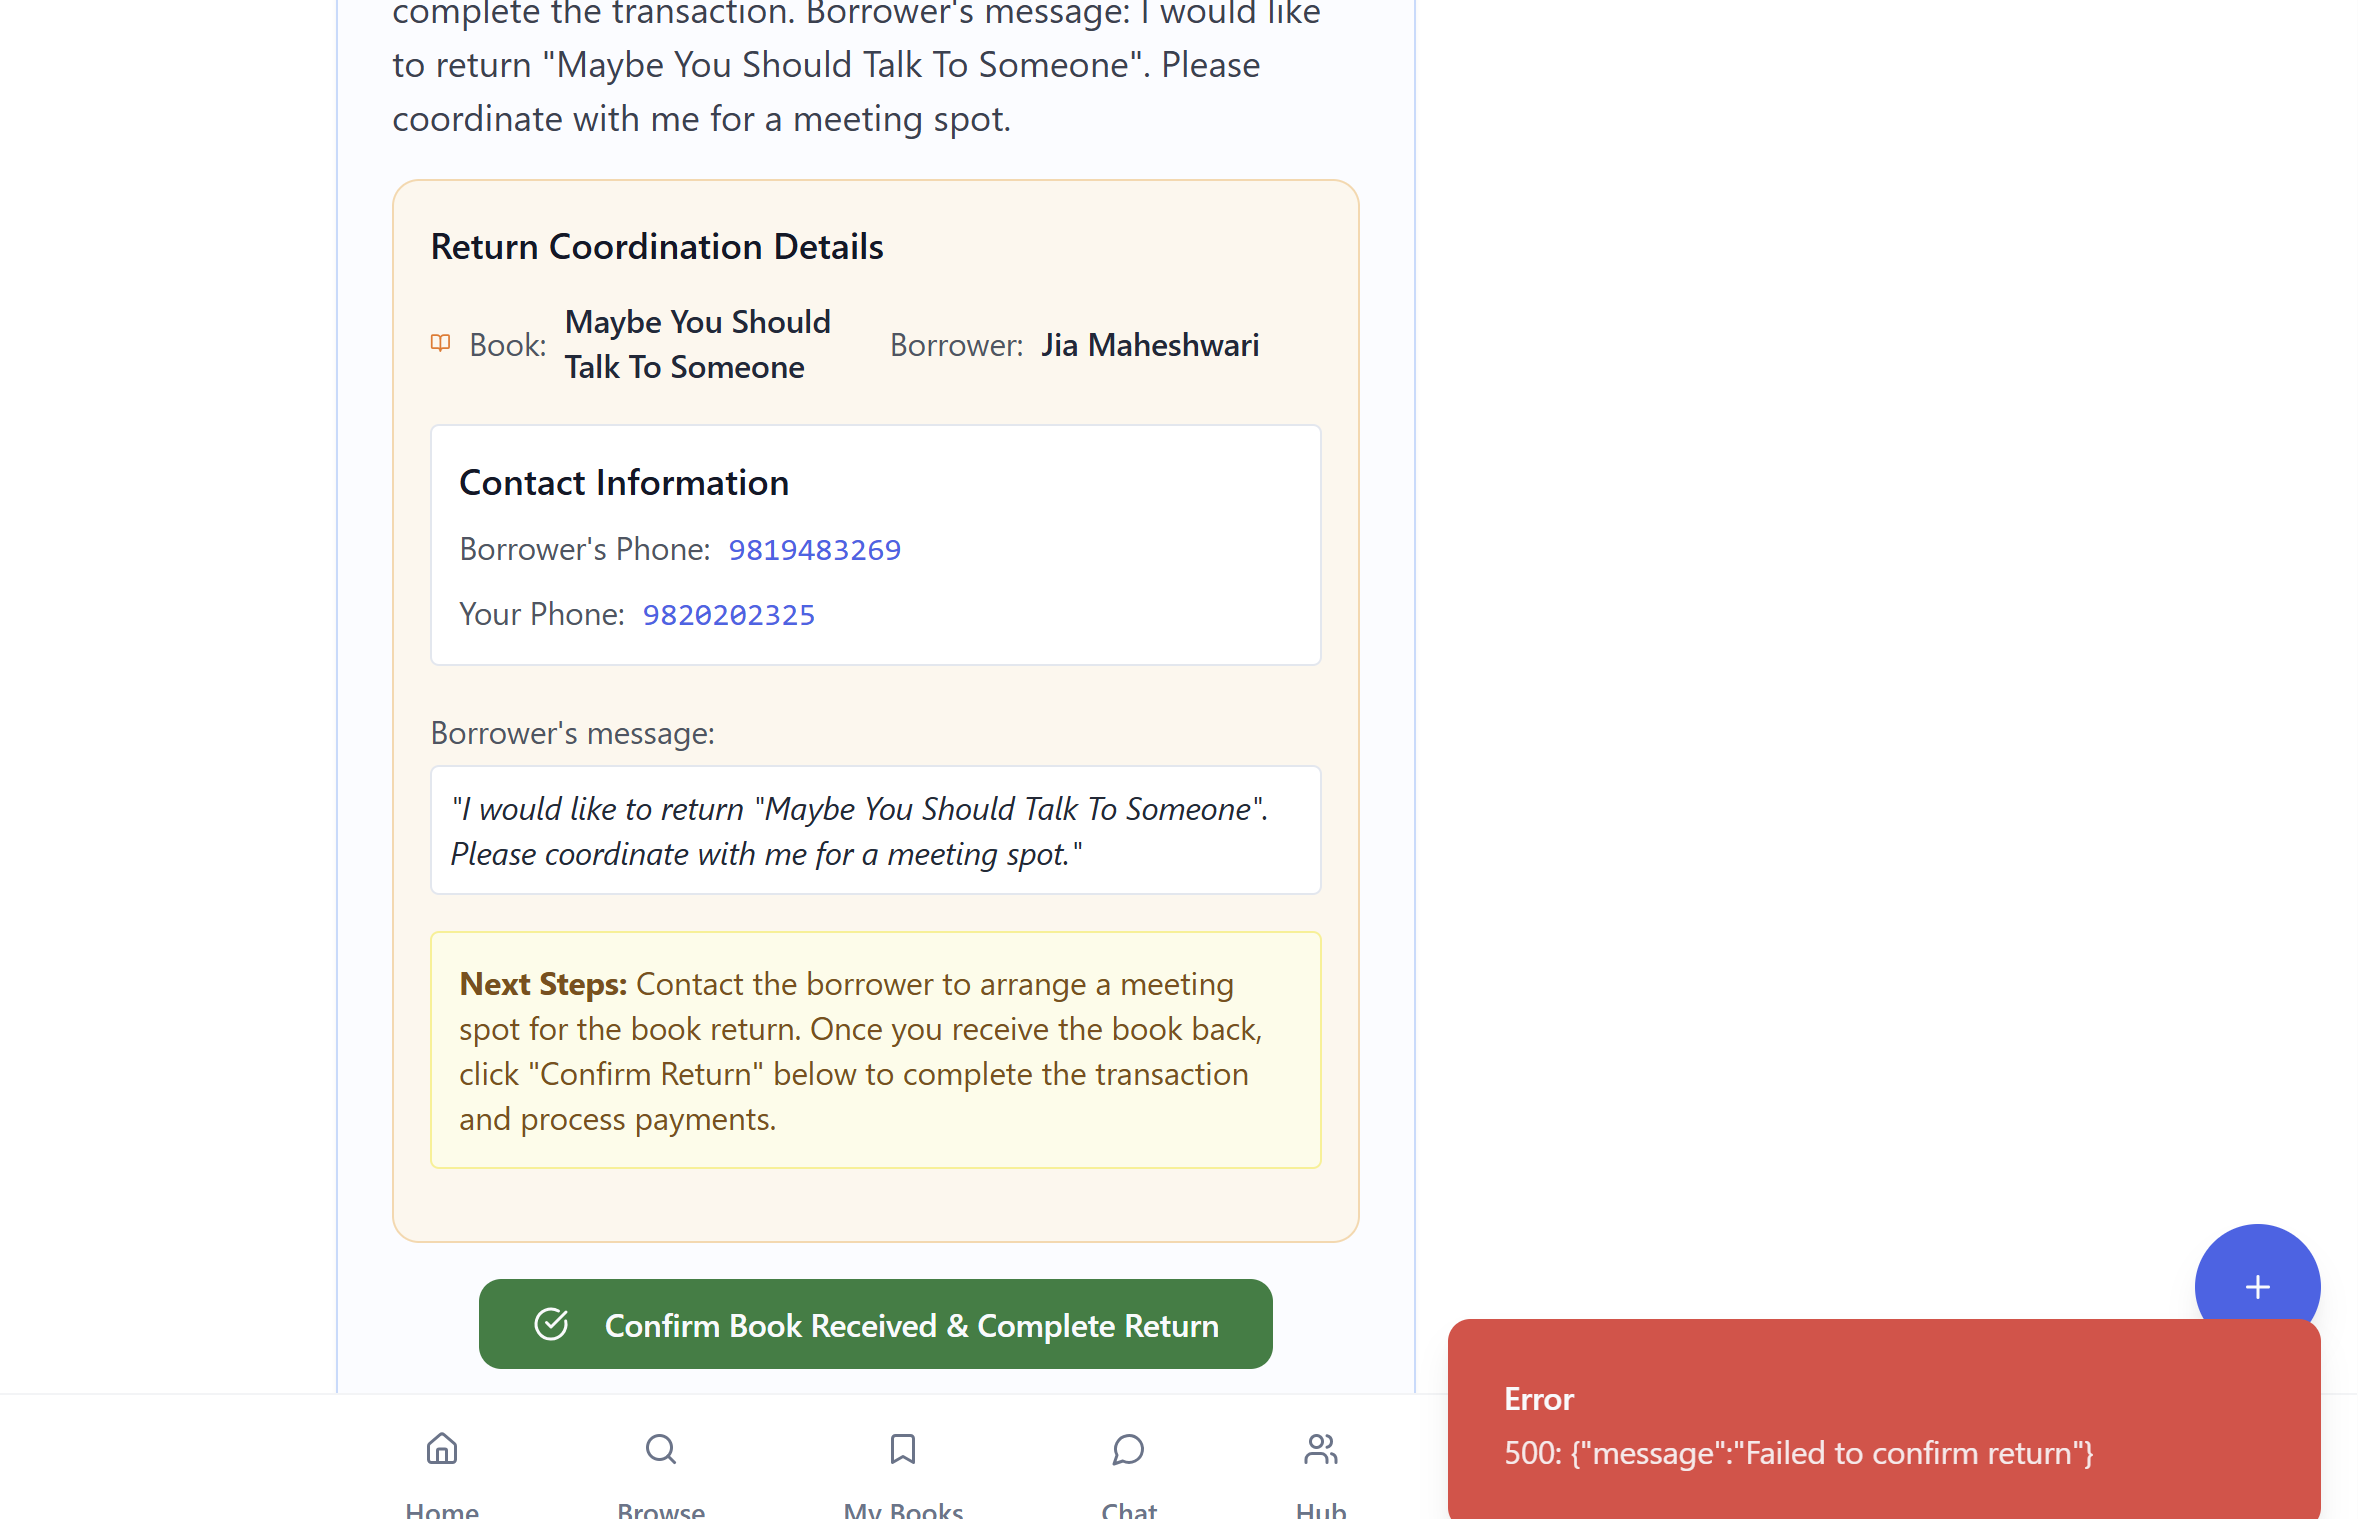 complete the transaction. Borrower's message: I would like
to return "Maybe You Should Talk To Someone". Please
coordinate with me for a meeting spot.
Return Coordination Details
Book: Maybe You Should Talk To Someone
Borrower: Jia Maheshwari
Contact Information
Borrower's Phone: 9819483269
Your Phone: 9820202325
Borrower's message:
"I would like to return "Maybe You Should Talk To Someone".
Please coordinate with me for a meeting spot."
Next Steps: Contact the borrower to arrange a meeting
spot for the book return. Once you receive the book back,
click "Confirm Return" below to complete the transaction
and process payments.
Confirm Book Received & Complete Return
Error
500: {"message":"Failed to confirm return"}
Home
Browse
My Books
Chat
Hub